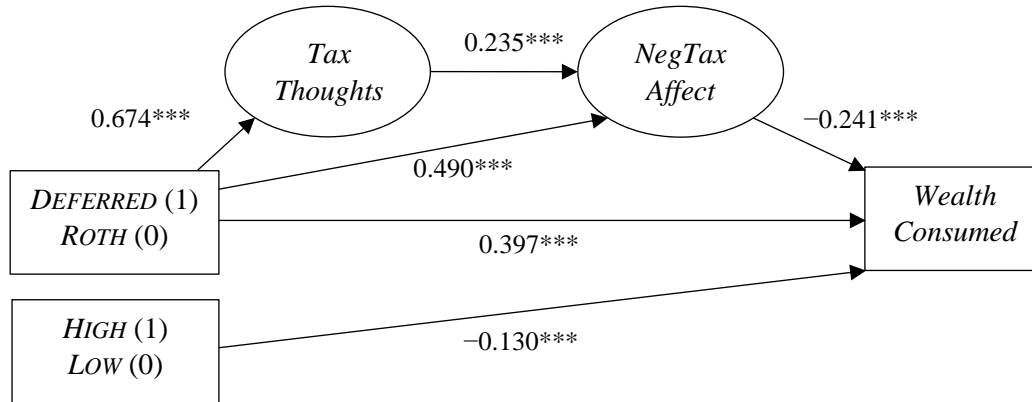 0.235***
Tax
Thoughts
NegTax
Affect
0.674***
−0.241***
0.490***
DEFERRED (1)
ROTH (0)
Wealth
Consumed
0.397***
HIGH (1)
LOW (0)
−0.130***